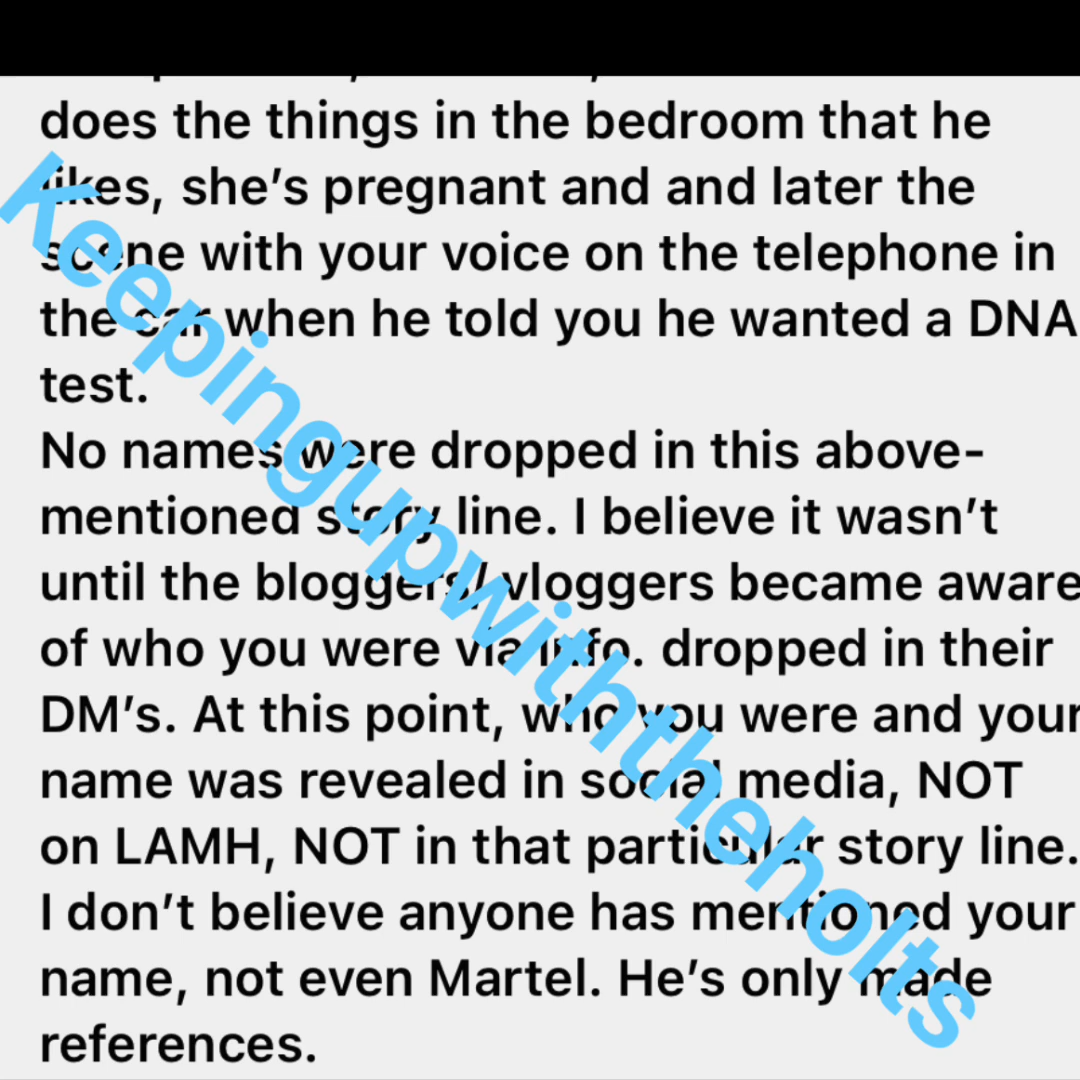 does the things in the bedroom that he
likes, she's pregnant and and later the
scene with your voice on the telephone in
the car when he told you he wanted a DNA
test.
No names were dropped in this above-
mentioned story line. I believe it wasn't
until the bloggers/ vloggers became aware
of who you were via info. dropped in their
DM's. At this point, who you were and your
name was revealed in social media, NOT
on LAMH, NOT in that particular story line.
I don't believe anyone has mentioned your
name, not even Martel. He's only made
references.
Keepingupwiththeholts